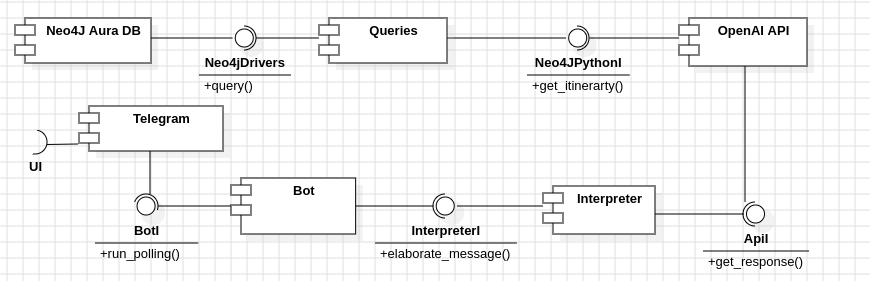 Neo4J Aura DB
Queries
OpenAI API
Neo4jDrivers
+query()
Neo4JPythonI
+get_itinerarty()
Telegram
UI
Bot
Interpreter
BotI
+run_polling()
InterpreterI
+elaborate_message()
ApiI
+get_response()